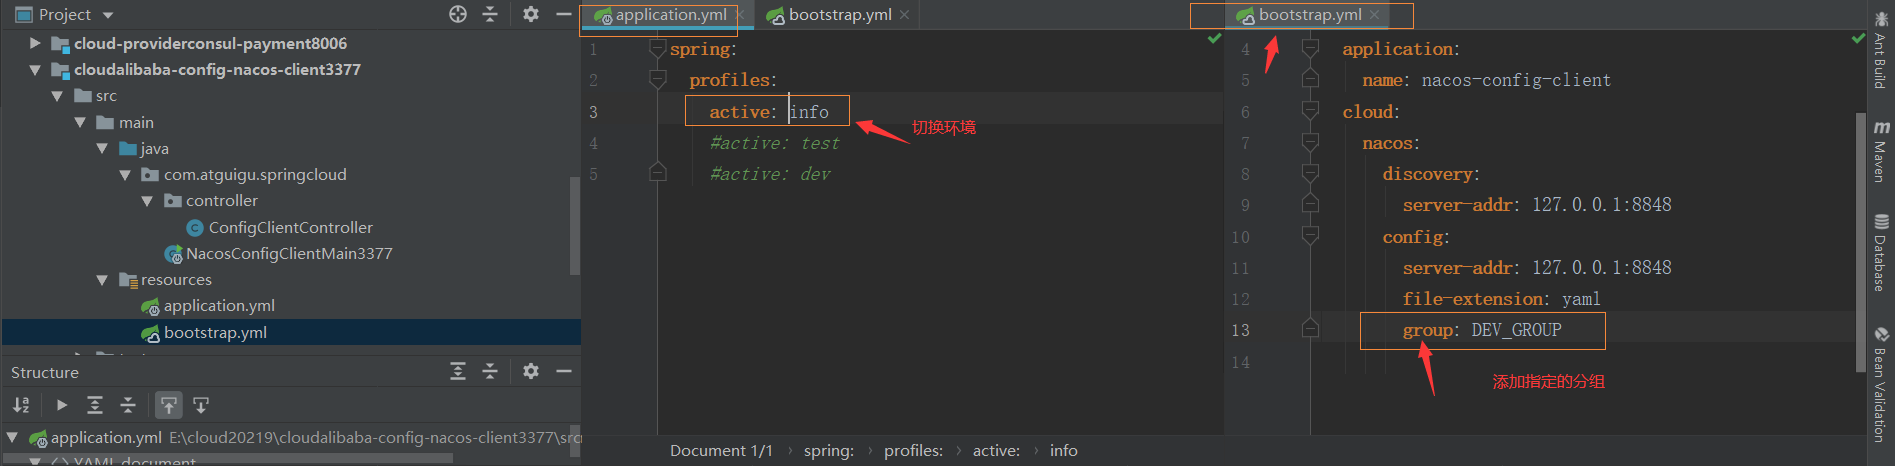 Project
cloud-providerconsul-payment8006
cloudalibaba-config-nacos-client3377
src
main
java
com.atguigu.springcloud
controller
ConfigClientController
NacosConfigClientMain3377
resources
application.yml
bootstrap.yml
Structure
application.yml E:\cloud20219\cloudalibaba-config-nacos-client3377\src
YAML document
application.yml
bootstrap.yml
1 spring:
2 profiles:
3 active: info
4 #active: test
5 #active: dev
切换环境
Document 1/1 › spring: › profiles: › active: › info
bootstrap.yml
4 application:
5 name: nacos-config-client
6 cloud:
7 nacos:
8 discovery:
9 server-addr: 127.0.0.1:8848
10 config:
11 server-addr: 127.0.0.1:8848
12 file-extension: yaml
13 group: DEV_GROUP
14
添加指定的分组
Ant Build
Maven
Database
Bean Validation